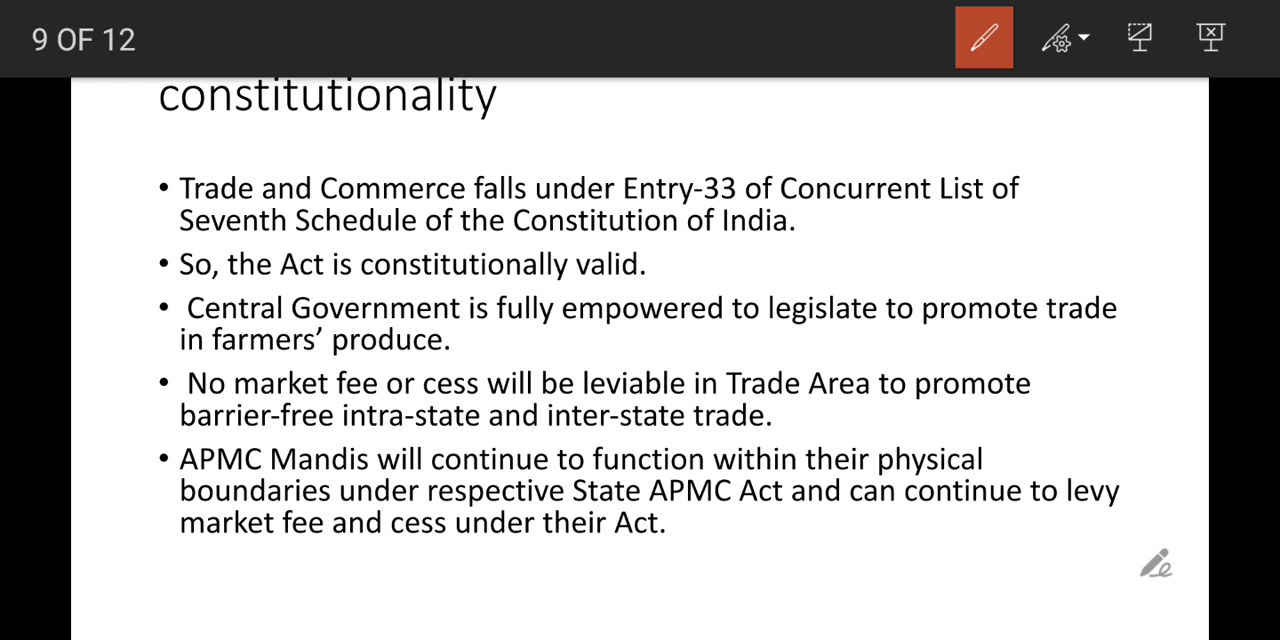 9 OF 12
constitutionality
• Trade and Commerce falls under Entry-33 of Concurrent List of
Seventh Schedule of the Constitution of India.
• So, the Act is constitutionally valid.
• Central Government is fully empowered to legislate to promote trade
in farmers’ produce.
• No market fee or cess will be leviable in Trade Area to promote
barrier-free intra-state and inter-state trade.
• APMC Mandis will continue to function within their physical
boundaries under respective State APMC Act and can continue to levy
market fee and cess under their Act.